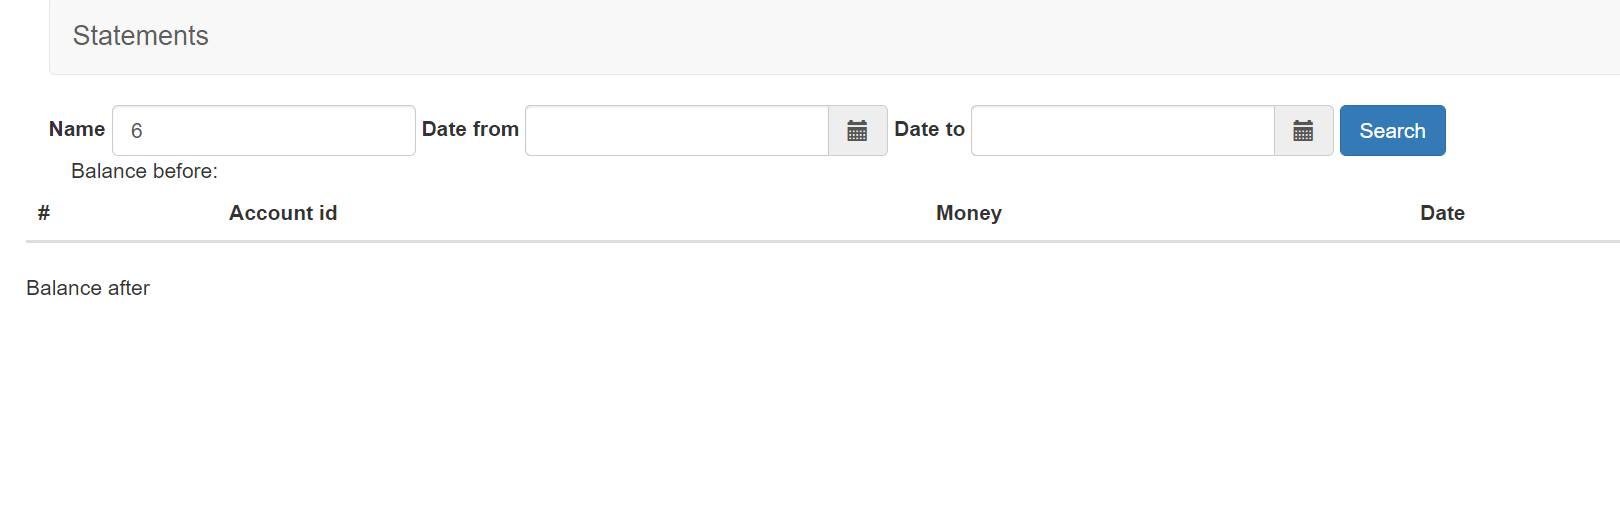 Statements
Name 6 Date from Date to Search
Balance before:
# Account id Money Date
Balance after